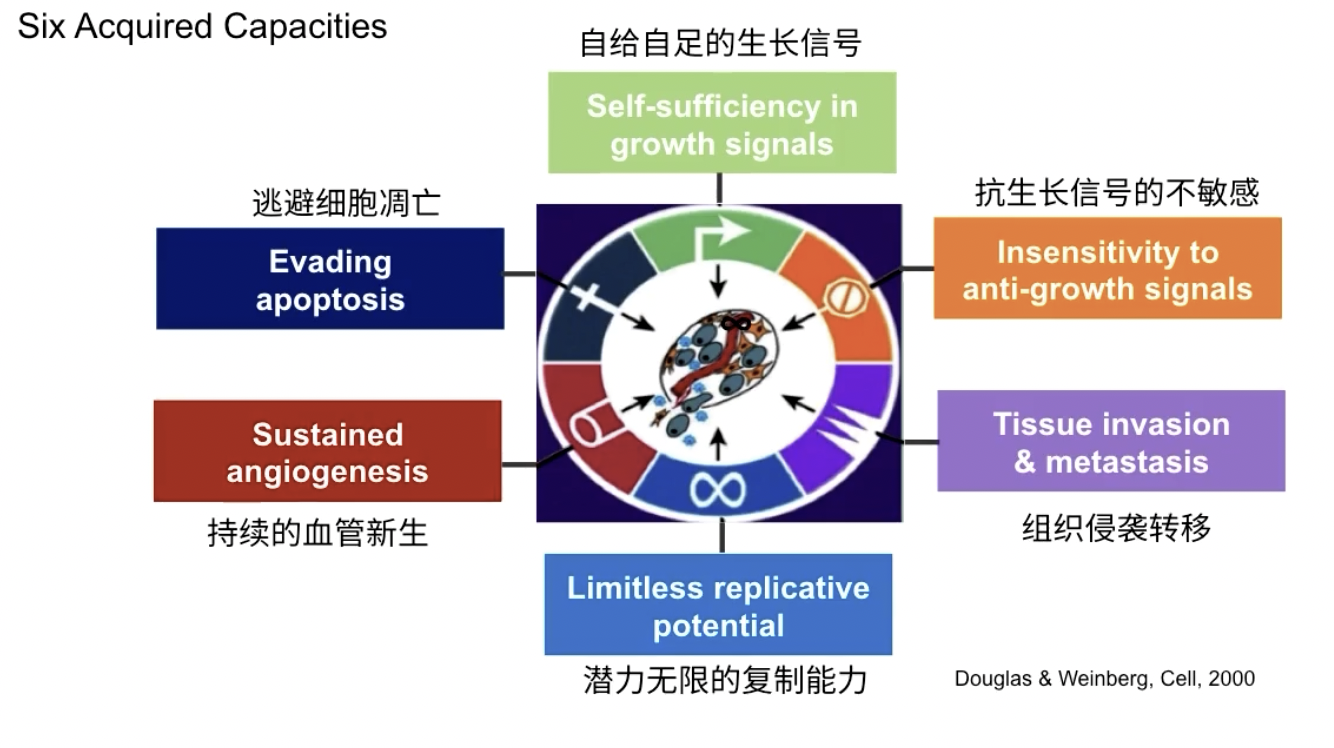 Six Acquired Capacities
自给自足的生长信号
Self-sufficiency in
growth signals
逃避细胞凋亡
Evading
apoptosis
抗生长信号的不敏感
Insensitivity to
anti-growth signals
Sustained
angiogenesis
持续的血管新生
Tissue invasion
& metastasis
组织侵袭转移
Limitless replicative
potential
潜力无限的复制能力
Douglas & Weinberg, Cell, 2000